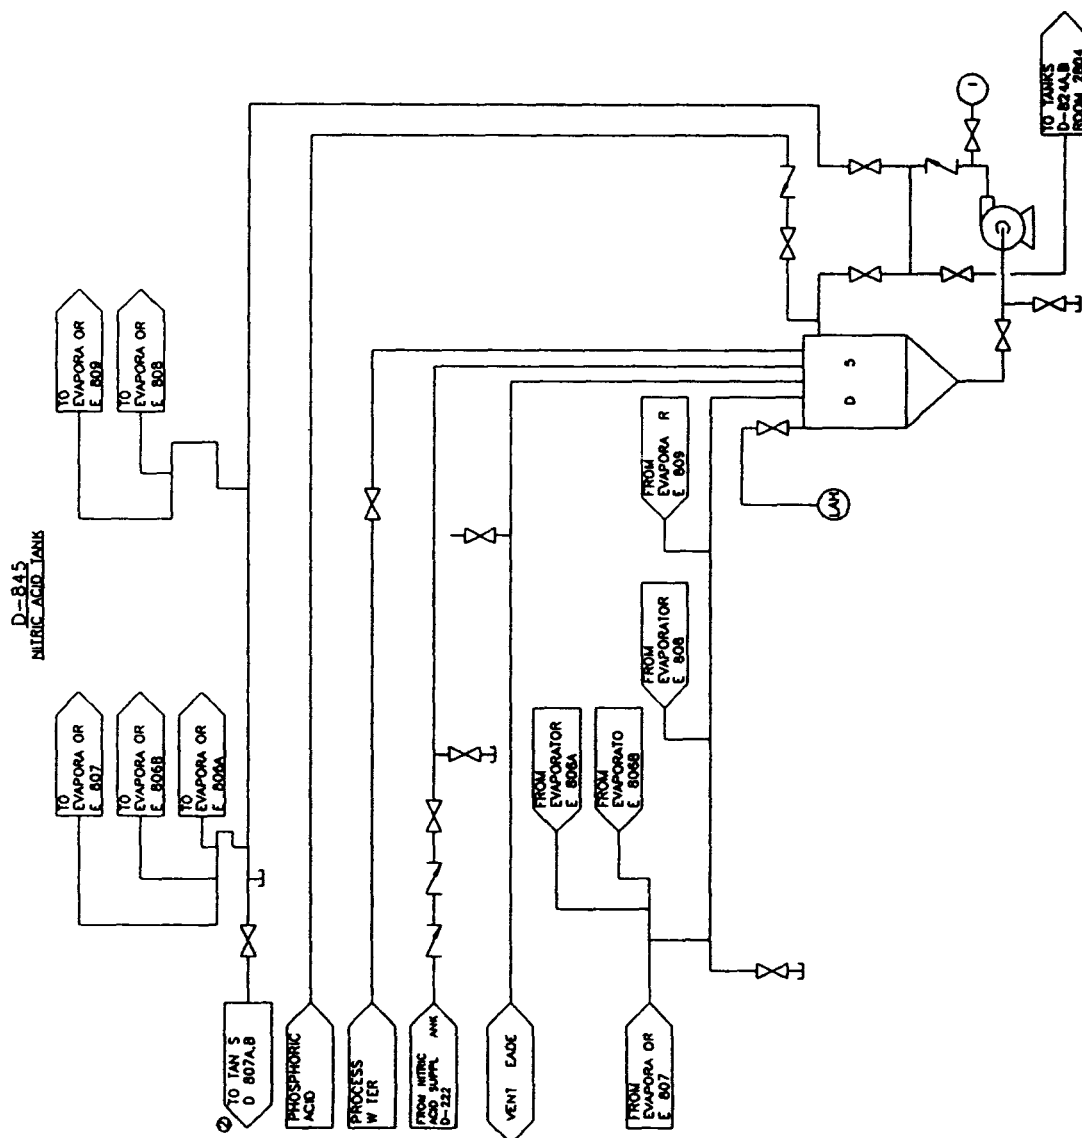 D-845
NITRIC ACID TANK
TO
EVAPORA OR
E 809
TO
EVAPORA OR
E 808
TO
EVAPORA OR
E 807
TO
EVAPORA OR
E 806B
TO
EVAPORA OR
E 806A
TO TAN S
D 807A,B
PHOSPHORIC
ACID
PROCESS
W TER
FROM NITRIC
ACID SUPPL ANK
D-222
VENT EADE
FROM
EVAPORA OR
E 807
FROM
EVAPORATOR
E 806A
FROM
EVAPORATO
E 806B
FROM
EVAPORATOR
E 808
FROM
EVAPORA R
E 809
LAH
D 5
I
TO TANKS
D-824A,B
ROOM 2804